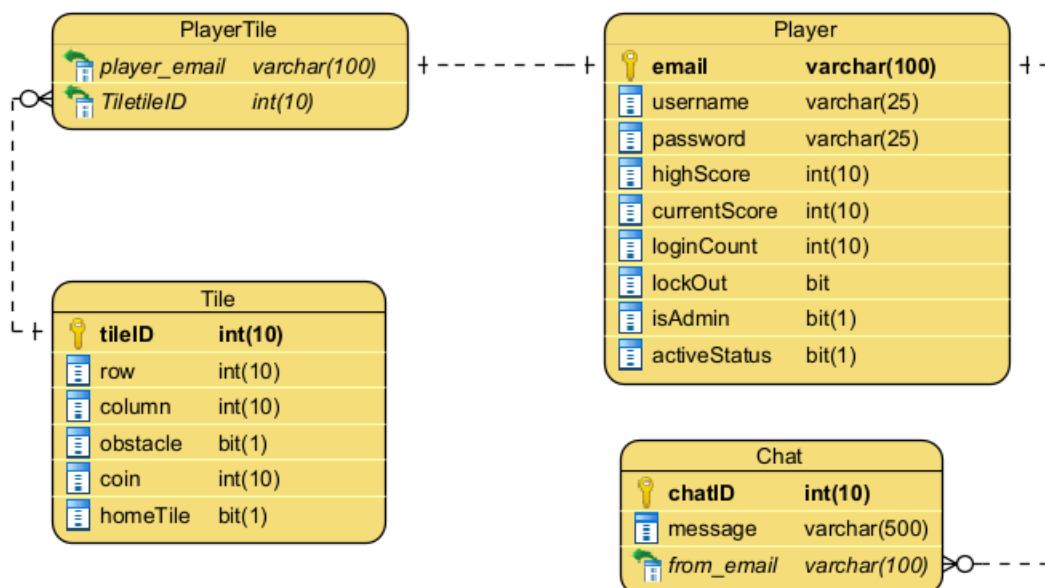 PlayerTile
player_email varchar(100)
TiletileID int(10)
Player
email varchar(100)
username varchar(25)
password varchar(25)
highScore int(10)
currentScore int(10)
loginCount int(10)
lockOut bit
isAdmin bit(1)
activeStatus bit(1)
Tile
tileID int(10)
row int(10)
column int(10)
obstacle bit(1)
coin int(10)
homeTile bit(1)
Chat
chatID int(10)
message varchar(500)
from_email varchar(100)